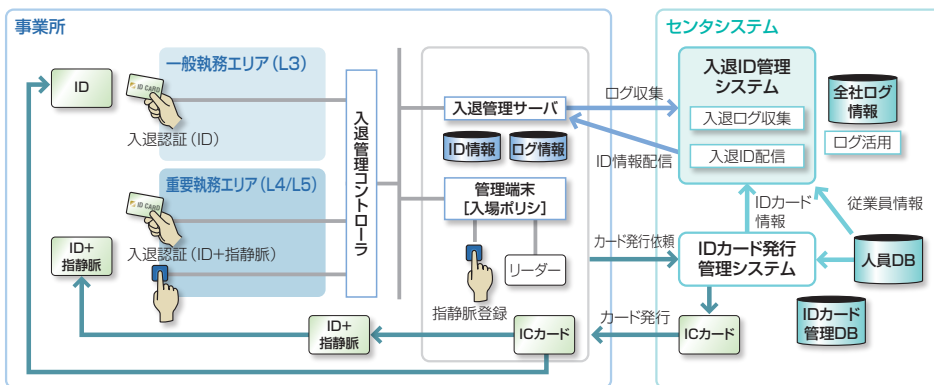 事業所
センタシステム
一般執務エリア(L3)
ID
ID CARD
入退認証(ID)
重要執務エリア(L4/L5)
ID CARD
入退認証(ID+指静脈)
ID+
指静脈
入退管理コントローラ
入退管理サーバ
ID情報
ログ情報
管理端末
[入場ポリシ]
リーダー
指静脈登録
ID+
指静脈
ICカード
ログ収集
ID情報配信
カード発行依頼
カード発行
入退ID管理
システム
入退ログ収集
入退ID配信
全社ログ
情報
ログ活用
IDカード
情報
従業員情報
IDカード発行
管理システム
人員DB
IDカード
管理DB
ICカード